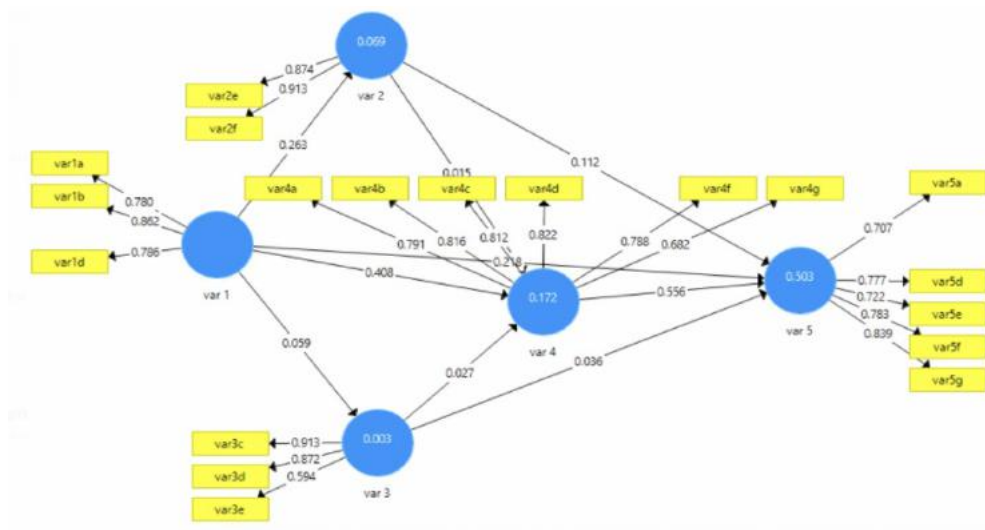 0.069
var 2
0.874
0.913
var2e
var2f
0.263
0.015
0.112
var1a
var1b
var1d
0.780
0.862
0.786
var 1
var4a
var4b
var4c
var4d
var4f
var4g
0.791
0.816
0.812
0.822
0.788
0.682
0.218
0.408
0.172
var 4
0.556
0.503
var 5
var5a
0.707
0.777
0.722
0.783
0.839
var5d
var5e
var5f
var5g
0.059
0.027
0.036
0.003
var 3
0.913
0.872
0.594
var3c
var3d
var3e